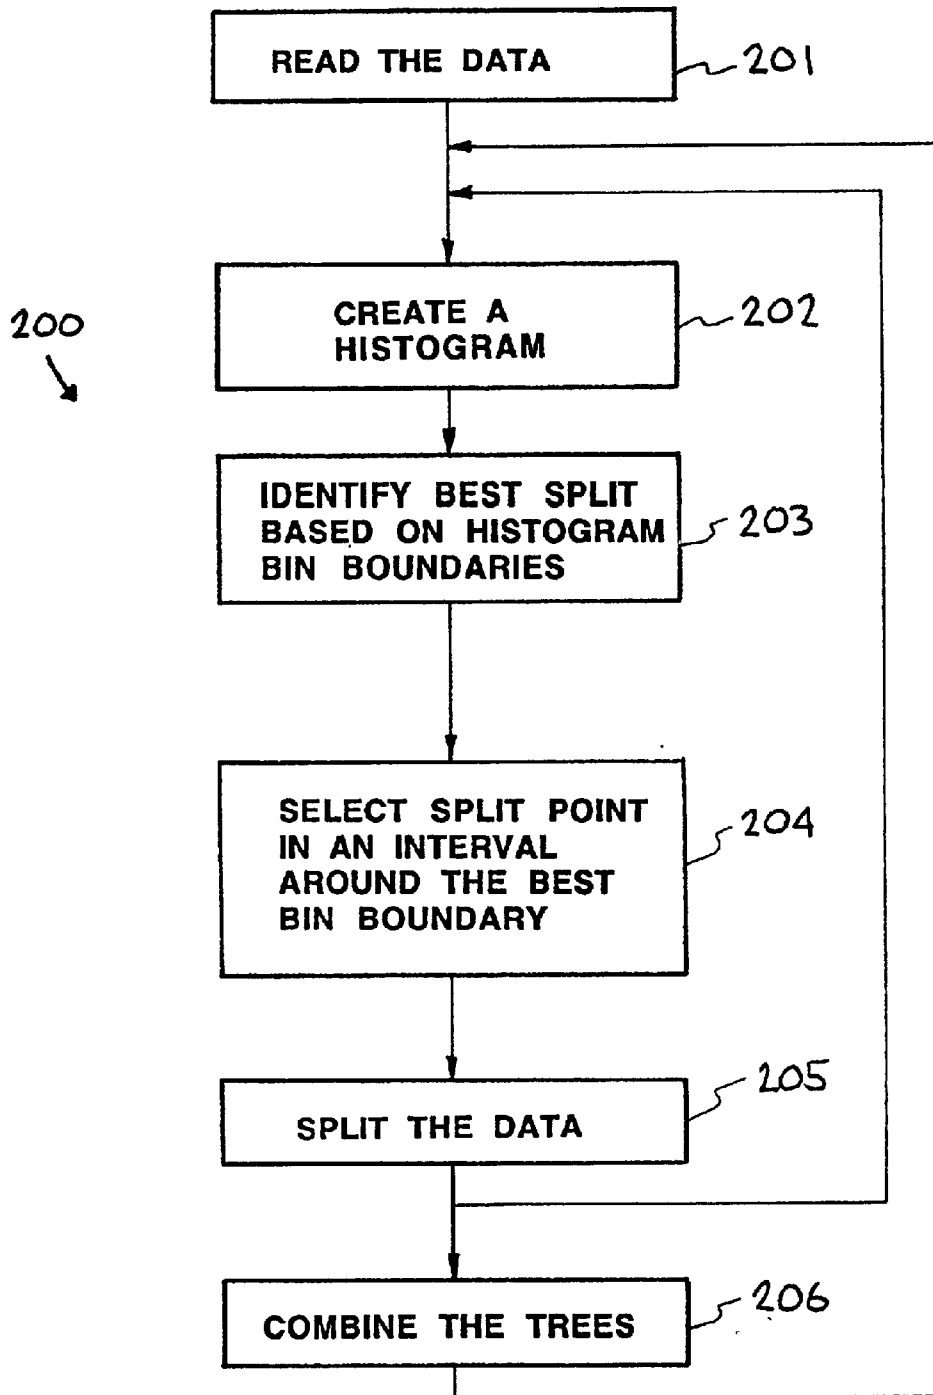 READ THE DATA
201
CREATE A
HISTOGRAM
202
200
IDENTIFY BEST SPLIT
BASED ON HISTOGRAM
BIN BOUNDARIES
203
SELECT SPLIT POINT
IN AN INTERVAL
AROUND THE BEST
BIN BOUNDARY
204
SPLIT THE DATA
205
COMBINE THE TREES
206